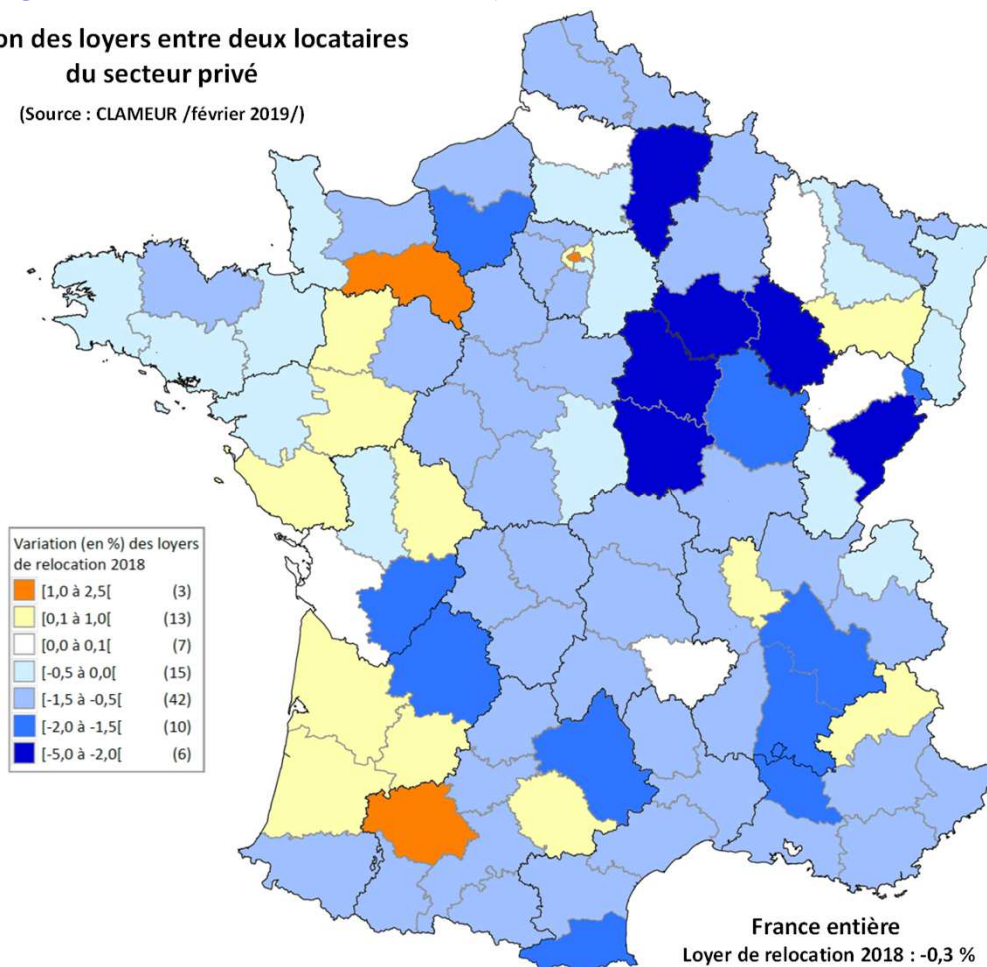 on des loyers entre deux locataires
du secteur privé
(Source : CLAMEUR /février 2019/)
Variation (en %) des loyers
de relocation 2018
[1,0 à 2,5[ (3)
[0,1 à 1,0[ (13)
[0,0 à 0,1[ (7)
[-0,5 à 0,0[ (15)
[-1,5 à -0,5[ (42)
[-2,0 à -1,5[ (10)
[-5,0 à -2,0[ (6)
France entière
Loyer de relocation 2018 : -0,3 %